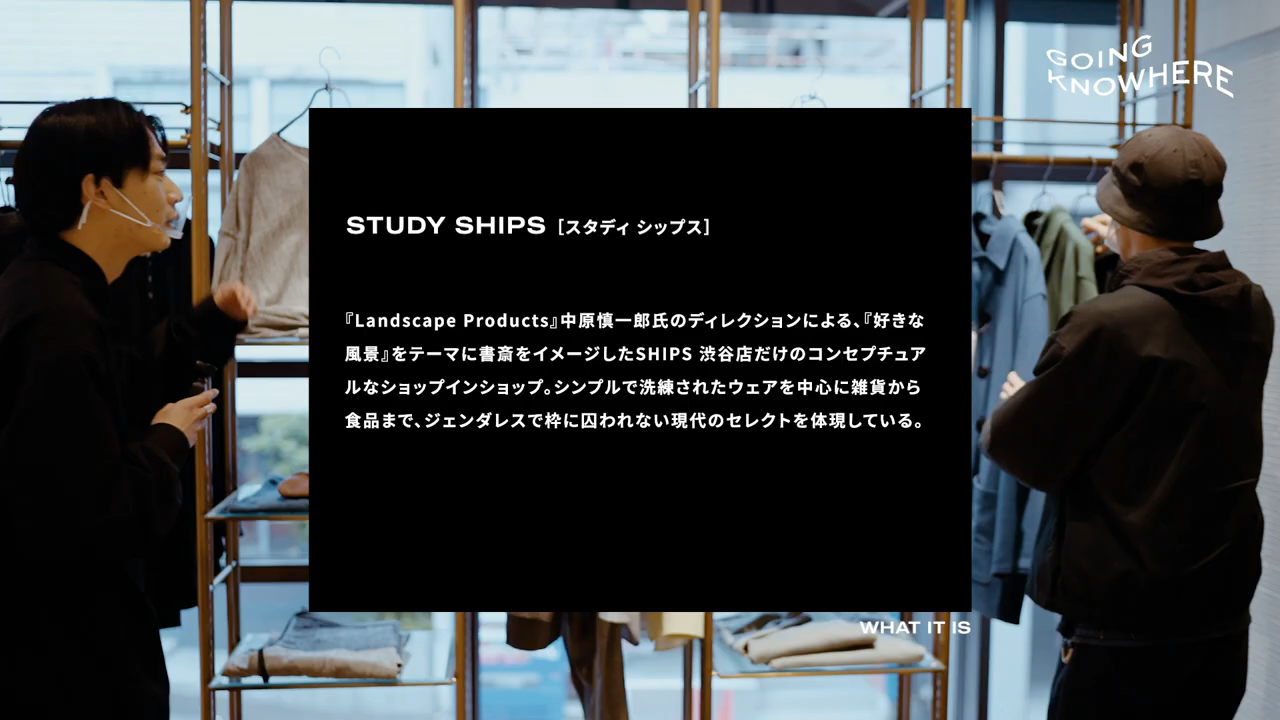 GOING
KNOWHERE
STUDY SHIPS [スタディ シップス]
『Landscape Products』中原慎一郎氏のディレクションによる、『好きな
風景』をテーマに書斎をイメージしたSHIPS 渋谷店だけのコンセプチュア
ルなショップインショップ。シンプルで洗練されたウェアを中心に雑貨から
食品まで、ジェンダレスで枠に囚われない現代のセレクトを体現している。
WHAT IT IS